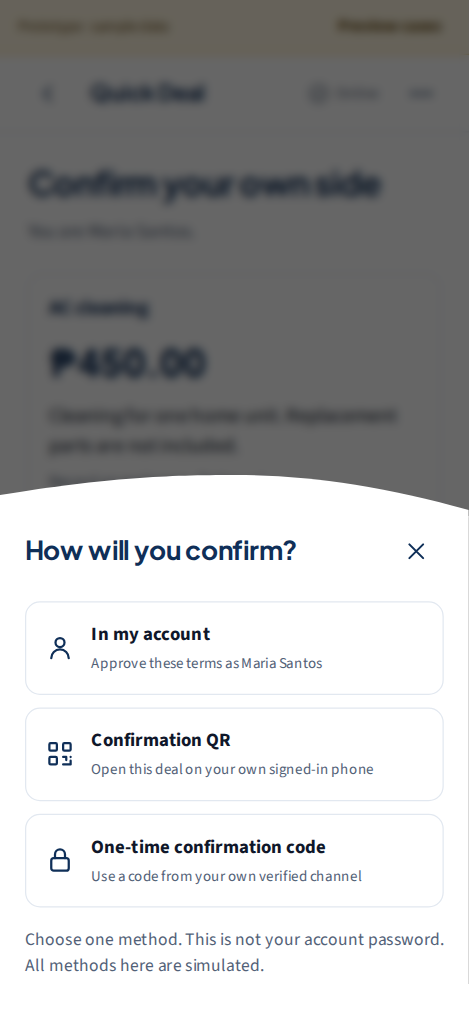 Quick Deal
Confirm your own side
You are Maria Santos
AC cleaning
₱450.00
Cleaning for one home unit. Replacement
parts are not included.
How will you confirm?
In my account
Approve these terms as Maria Santos
Confirmation QR
Open this deal on your own signed-in phone
One-time confirmation code
Use a code from your own verified channel
Choose one method. This is not your account password.
All methods here are simulated.